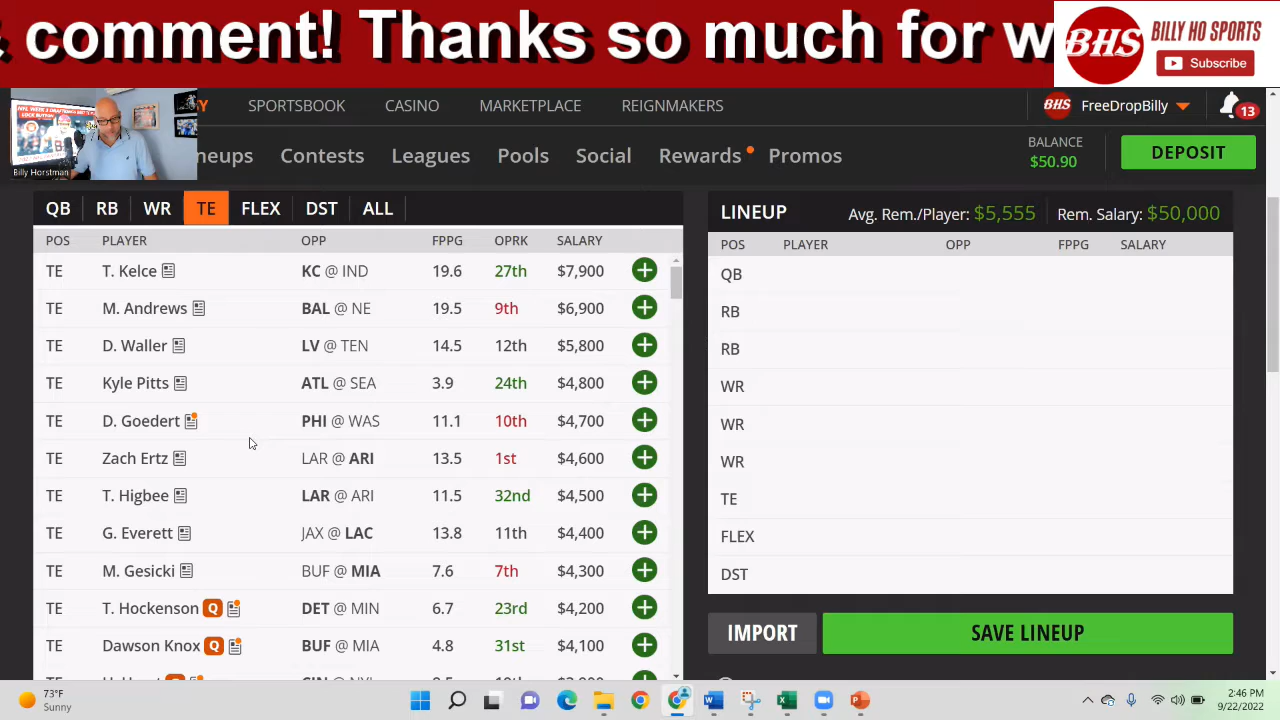 & comment! Thanks so much for w
BHS
BILLY HO SPORTS
Subscribe
SPORTSBOOK CASINO MARKETPLACE REIGNMAKERS
BHS FreeDropBilly 13
Billy Horstman
neups Contests Leagues Pools Social Rewards Promos
BALANCE
$50.90
DEPOSIT
QB RB WR TE FLEX DST ALL
POS PLAYER OPP FPPG OPRK SALARY
TE T. Kelce KC @ IND 19.6 27th $7,900
TE M. Andrews BAL @ NE 19.5 9th $6,900
TE D. Waller LV @ TEN 14.5 12th $5,800
TE Kyle Pitts ATL @ SEA 3.9 24th $4,800
TE D. Goedert PHI @ WAS 11.1 10th $4,700
TE Zach Ertz LAR @ ARI 13.5 1st $4,600
TE T. Higbee LAR @ ARI 11.5 32nd $4,500
TE G. Everett JAX @ LAC 13.8 11th $4,400
TE M. Gesicki BUF @ MIA 7.6 7th $4,300
TE T. Hockenson Q DET @ MIN 6.7 23rd $4,200
TE Dawson Knox Q BUF @ MIA 4.8 31st $4,100
LINEUP Avg. Rem./Player: $5,555 Rem. Salary: $50,000
POS PLAYER OPP FPPG SALARY
QB
RB
RB
WR
WR
WR
TE
FLEX
DST
IMPORT SAVE LINEUP
73°F
Sunny
2:46 PM
9/22/2022